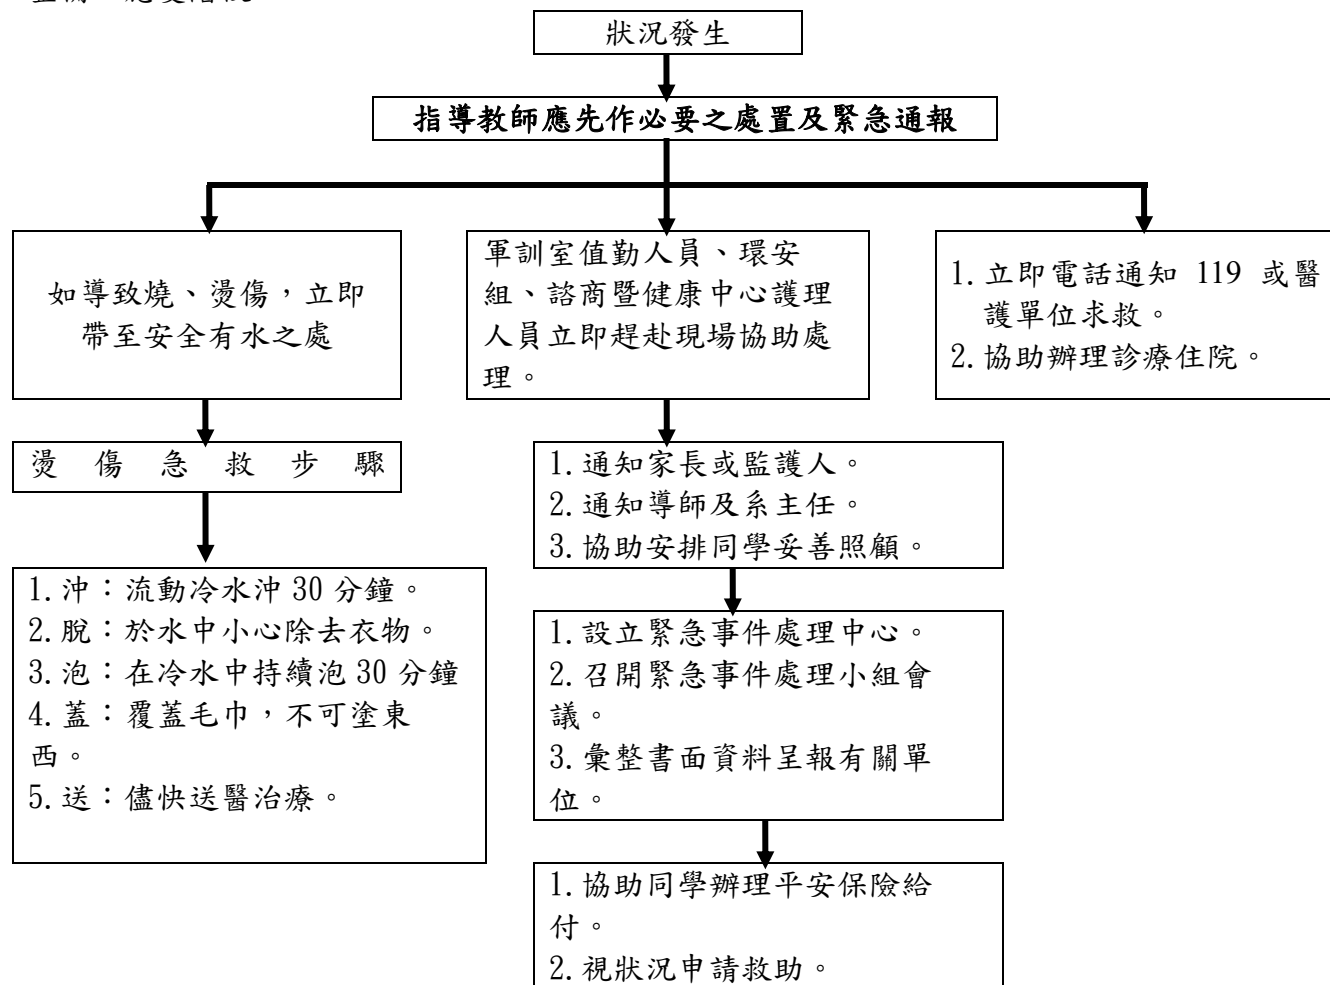 狀況發生
指導教師應先作必要之處置及緊急通報
如導致燒、燙傷，立即
帶至安全有水之處
軍訓室值勤人員、環安
組、諮商暨健康中心護理
人員立即趕赴現場協助處
理。
1.立即電話通知 119 或醫
護單位求救。
2.協助辦理診療住院。
燙傷急救步驟
1.通知家長或監護人。
2.通知導師及系主任。
3.協助安排同學妥善照顧。
1.沖：流動冷水沖 30 分鐘。
2.脫：於水中小心除去衣物。
3.泡：在冷水中持續泡 30 分鐘
4.蓋：覆蓋毛巾，不可塗東
西。
5.送：儘快送醫治療。
1.設立緊急事件處理中心。
2.召開緊急事件處理小組會
議。
3.彙整書面資料呈報有關單
位。
1.協助同學辦理平安保險給
付。
2.視狀況申請救助。